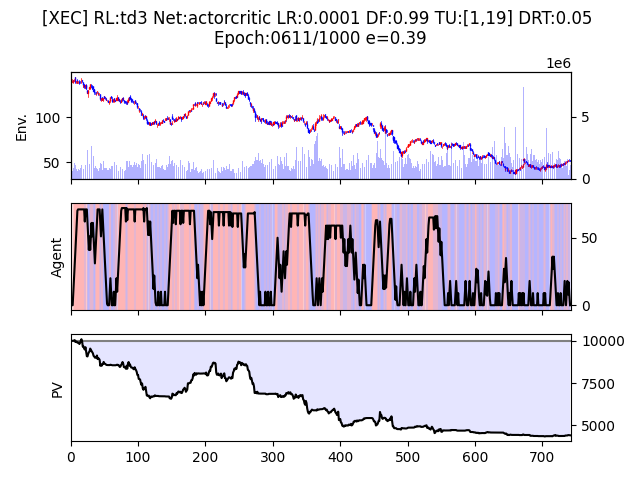 [XEC] RL:td3 Net:actorcritic LR:0.0001 DF:0.99 TU:[1,19] DRT:0.05
Epoch:0611/1000 e=0.39
1e6
Env.
100
50
5
0
Agent
50
0
PV
10000
7500
5000
0 100 200 300 400 500 600 700